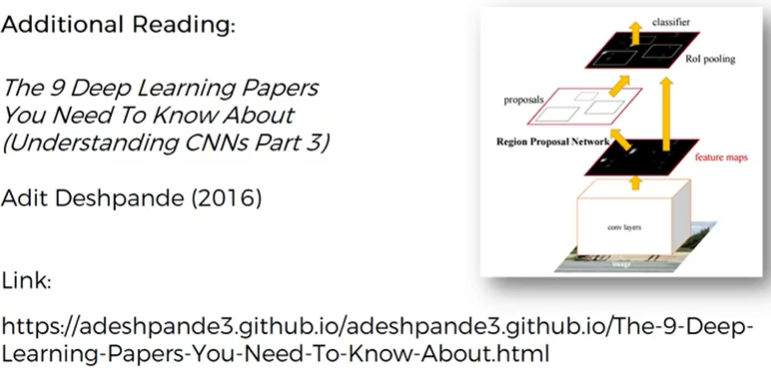 Additional Reading:
The 9 Deep Learning Papers
You Need To Know About
(Understanding CNNs Part 3)
Adit Deshpande (2016)
Link:
https://adeshpande3.github.io/adeshpande3.github.io/The-9-Deep-
Learning-Papers-You-Need-To-Know-About.html
classifier
RoI pooling
proposals
Region Proposal Network
feature maps
conv layers
image